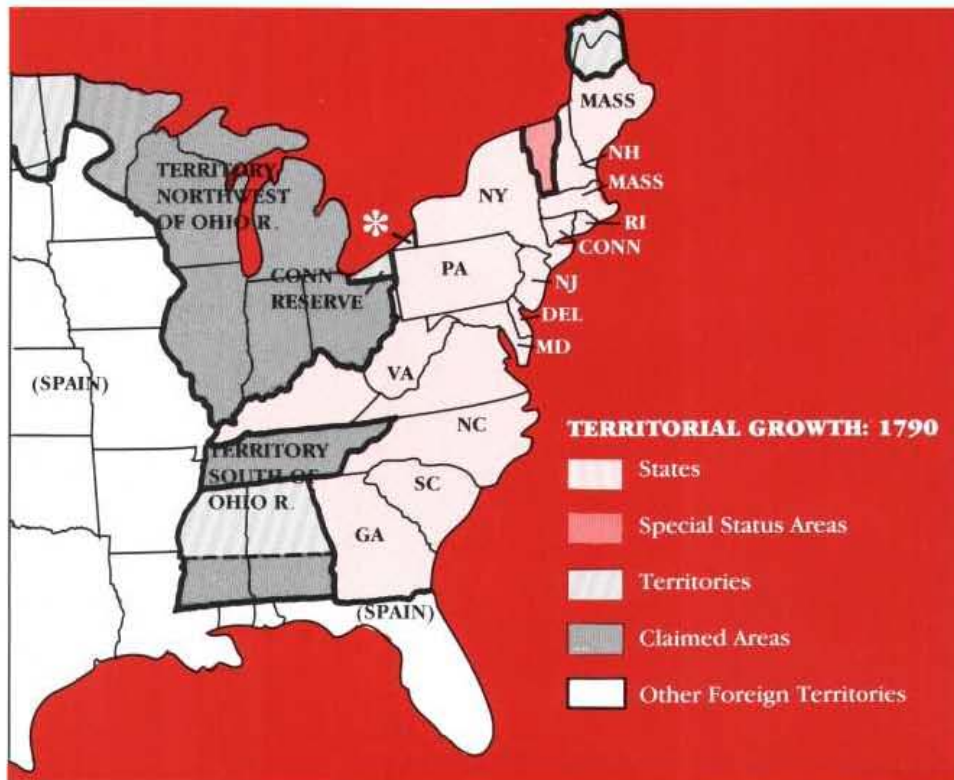 MASS
NH
MASS
RI
CONN
NJ
DEL
MD
NY
PA
VA
NC
SC
GA
TERRITORY
NORTHWEST
OF OHIO R.
*
CONN
RESERVE
(SPAIN)
TERRITORY
SOUTH OF
OHIO R.
(SPAIN)
TERRITORIAL GROWTH: 1790
States
Special Status Areas
Territories
Claimed Areas
Other Foreign Territories